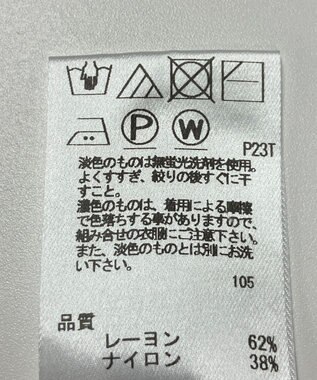 P W P23T
淡色のものは無蛍光洗剤を使用。
よくすすぎ、絞りの後すぐに干
すこと。
濃色のものは、着用による摩擦
で色落ちする事がありますので、
組み合せの衣服にご注意下さい。
また、淡色のものとは別にお洗
い下さい。
105
品質
レーヨン 62%
ナイロン 38%